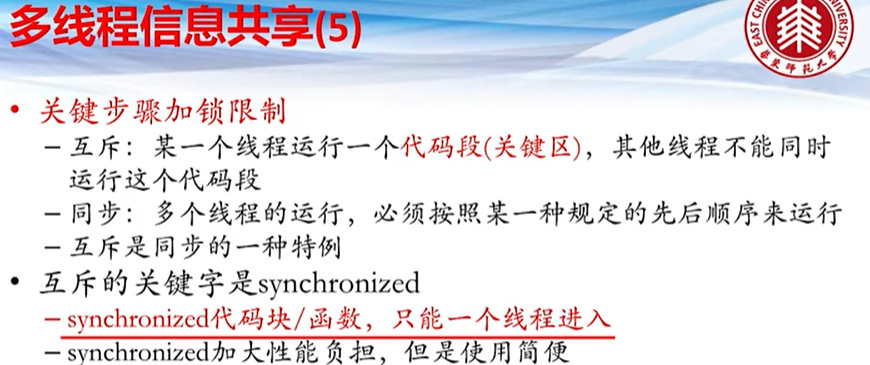 多线程信息共享(5)
EAST CHINA
UNIVERSITY
華東师范大学
• 关键步骤加锁限制
– 互斥：某一个线程运行一个代码段(关键区)，其他线程不能同时
运行这个代码段
– 同步：多个线程的运行，必须按照某一种规定的先后顺序来运行
– 互斥是同步的一种特例
• 互斥的关键字是synchronized
– synchronized代码块/函数，只能一个线程进入
– synchronized加大性能负担，但是使用简便